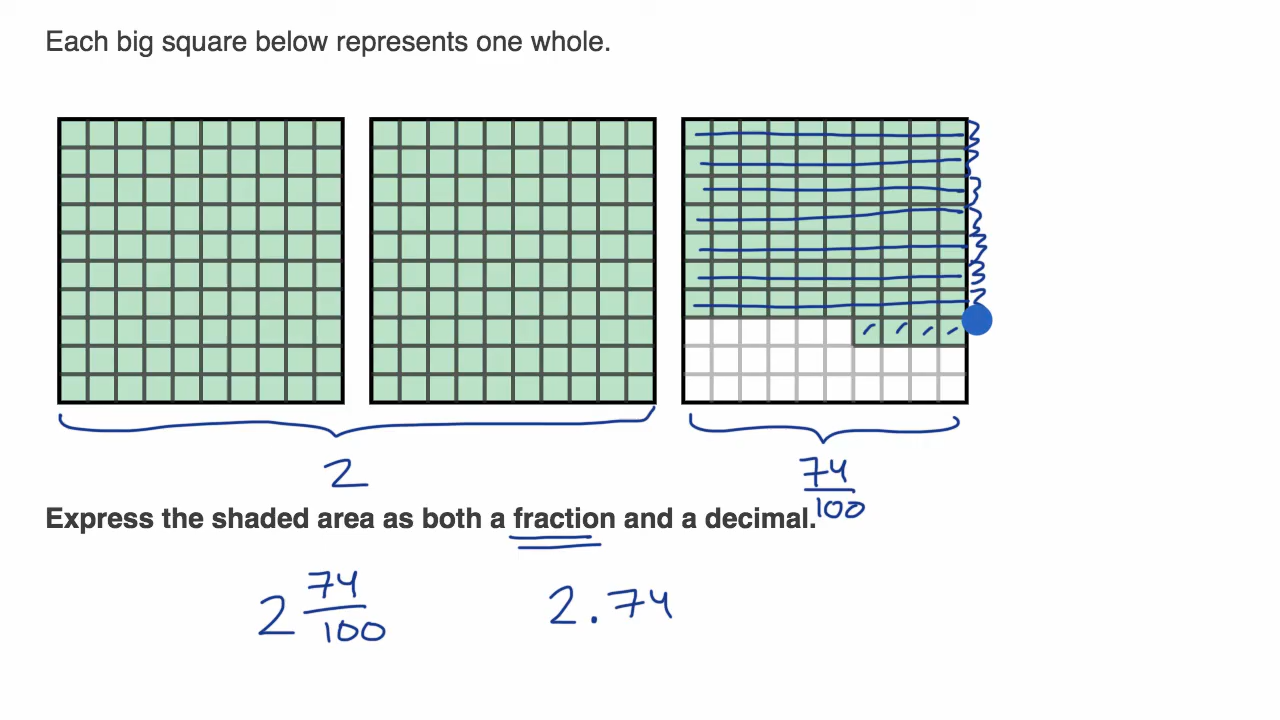 Each big square below represents one whole.
2
74
100
Express the shaded area as both a fraction and a decimal.
2 74/100
2.74